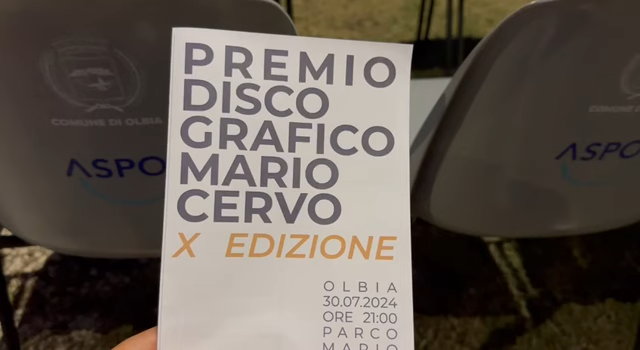 PREMIO
DISCO
GRAFICO
MARIO
CERVO
X EDIZIONE
OLBIA
30.07.2024
ORE 21:00
PARCO
MARIO
COMUNE DI OLBIA
ASPO
ASPO